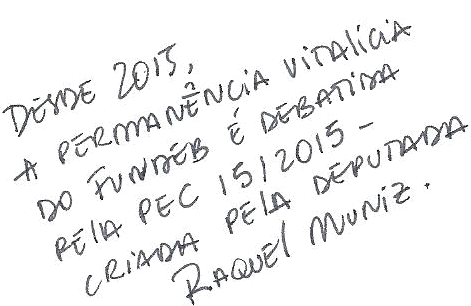 DESDE 2015,
A PERMANÊNCIA VITALÍCIA
DO FUNDEB É DEBATIDA
PELA PEC 15/2015 -
CRIADA PELA DEPUTADA
RAQUEL MUNIZ.